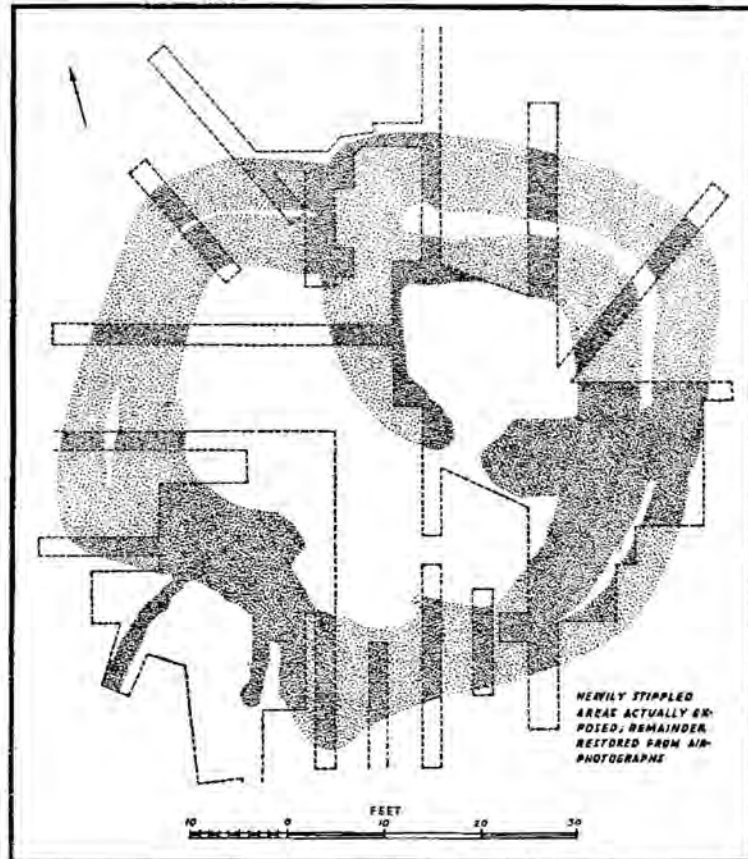 HEAVILY STIPPLED
AREAS ACTUALLY EX-
POSED; REMAINDER
RESTORED FROM AIR-
PHOTOGRAPHS
FEET
10 0 10 20 30